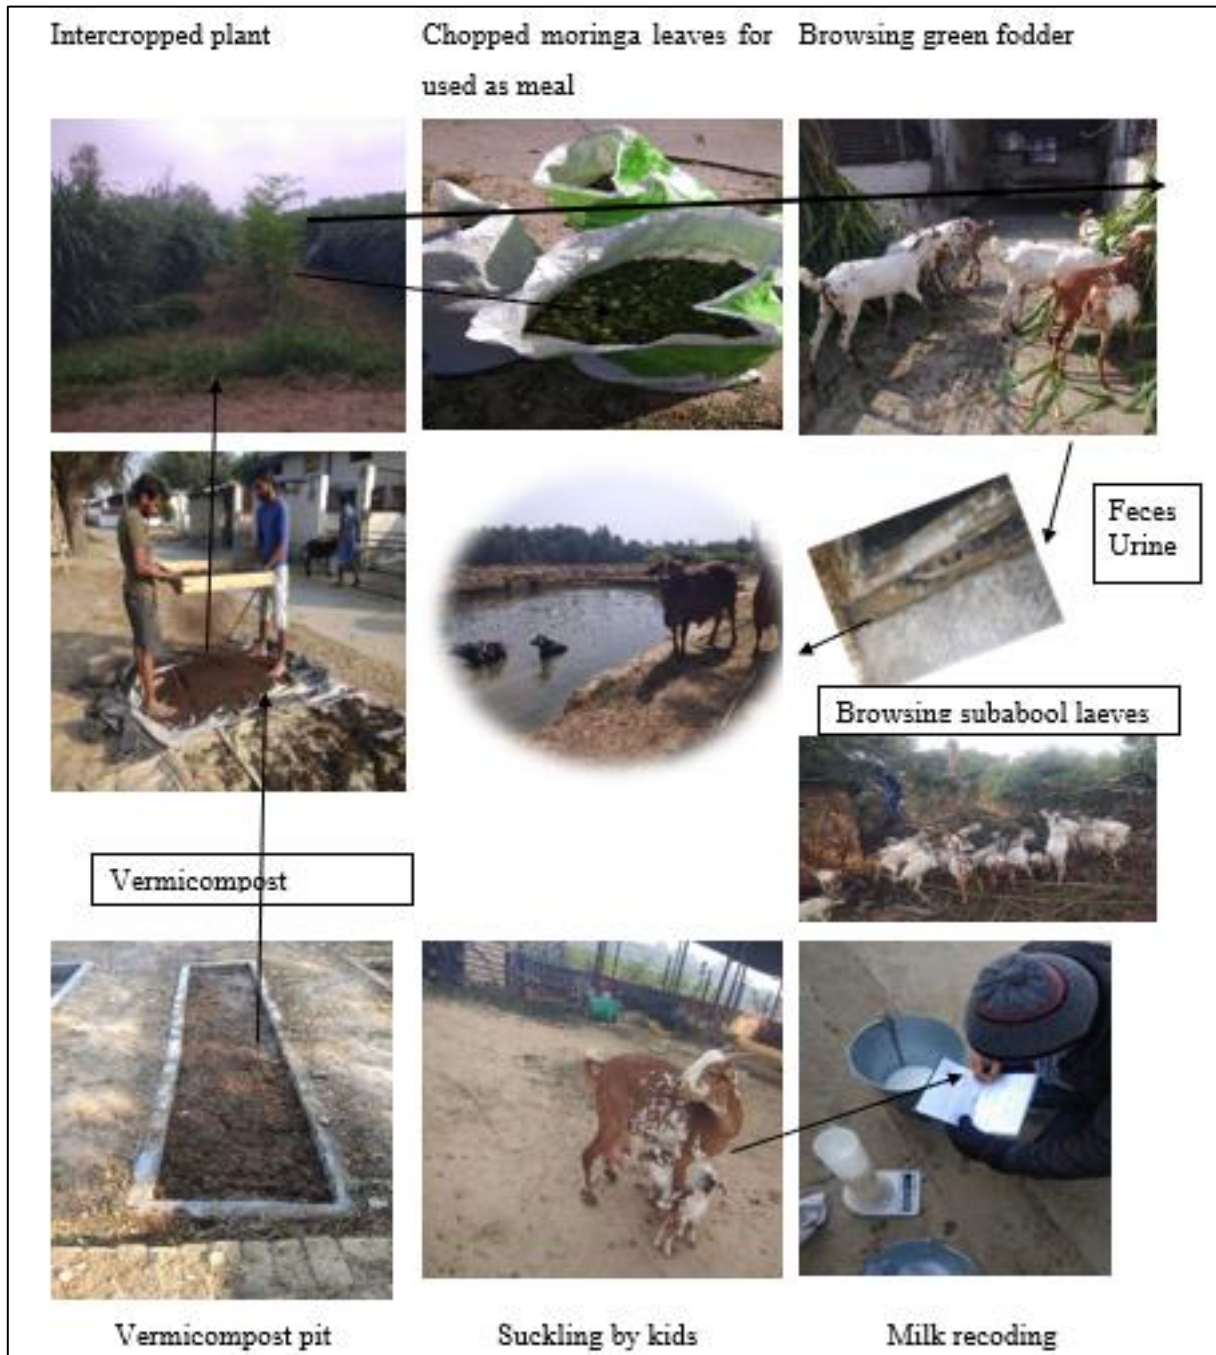 Intercropped plant
Chopped moringa leaves for
used as meal
Browsing green fodder
Feces
Urine
Browsing subabool laeves
Vermicompost
Vermicompost pit
Suckling by kids
Milk recoding